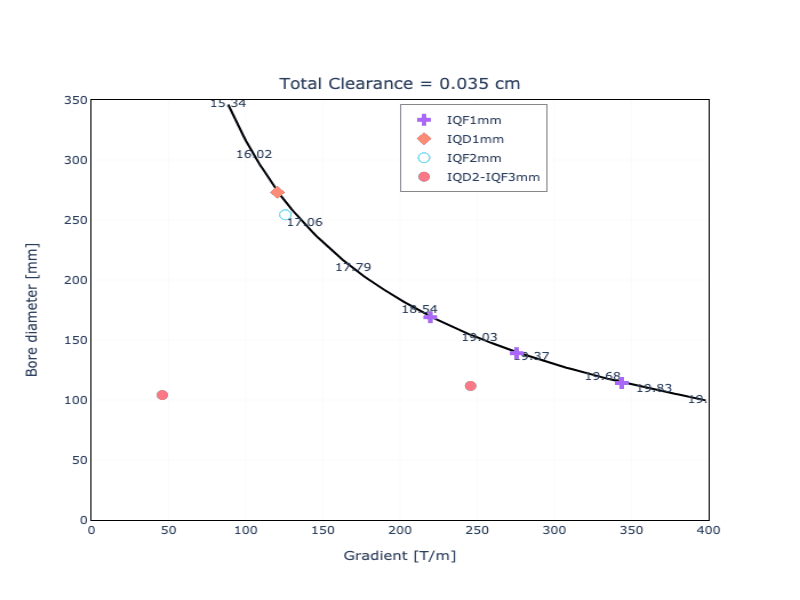 Total Clearance = 0.035 cm
350
300
250
200
150
100
50
0
Bore diameter [mm]
15.34
16.02
17.06
17.79
18.54
19.03
19.37
19.68
19.83
19.
IQF1mm
IQD1mm
IQF2mm
IQD2-IQF3mm
0 50 100 150 200 250 300 350 400
Gradient [T/m]